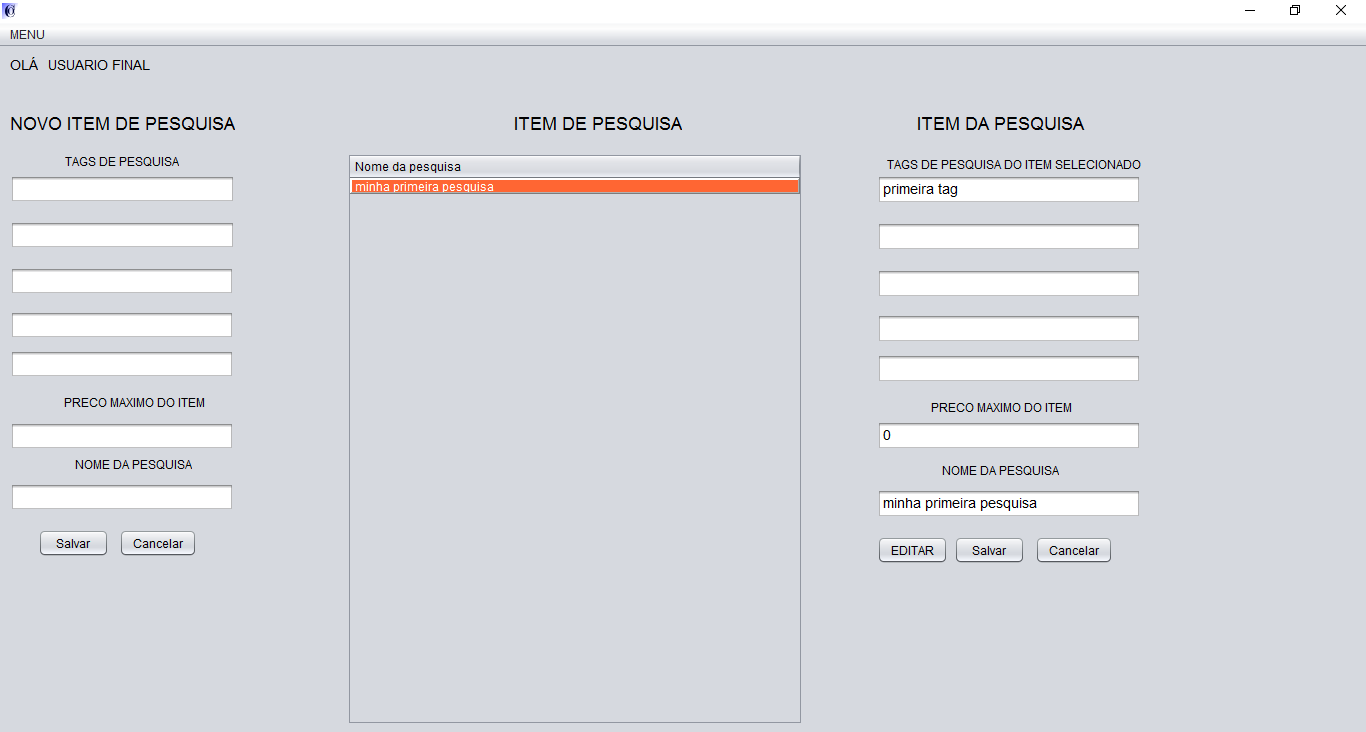 MENU
OLÁ USUARIO FINAL
NOVO ITEM DE PESQUISA
TAGS DE PESQUISA
PRECO MAXIMO DO ITEM
NOME DA PESQUISA
Salvar Cancelar
ITEM DE PESQUISA
Nome da pesquisa
minha primeira pesquisa
ITEM DA PESQUISA
TAGS DE PESQUISA DO ITEM SELECIONADO
primeira tag
PRECO MAXIMO DO ITEM
0
NOME DA PESQUISA
minha primeira pesquisa
EDITAR Salvar Cancelar